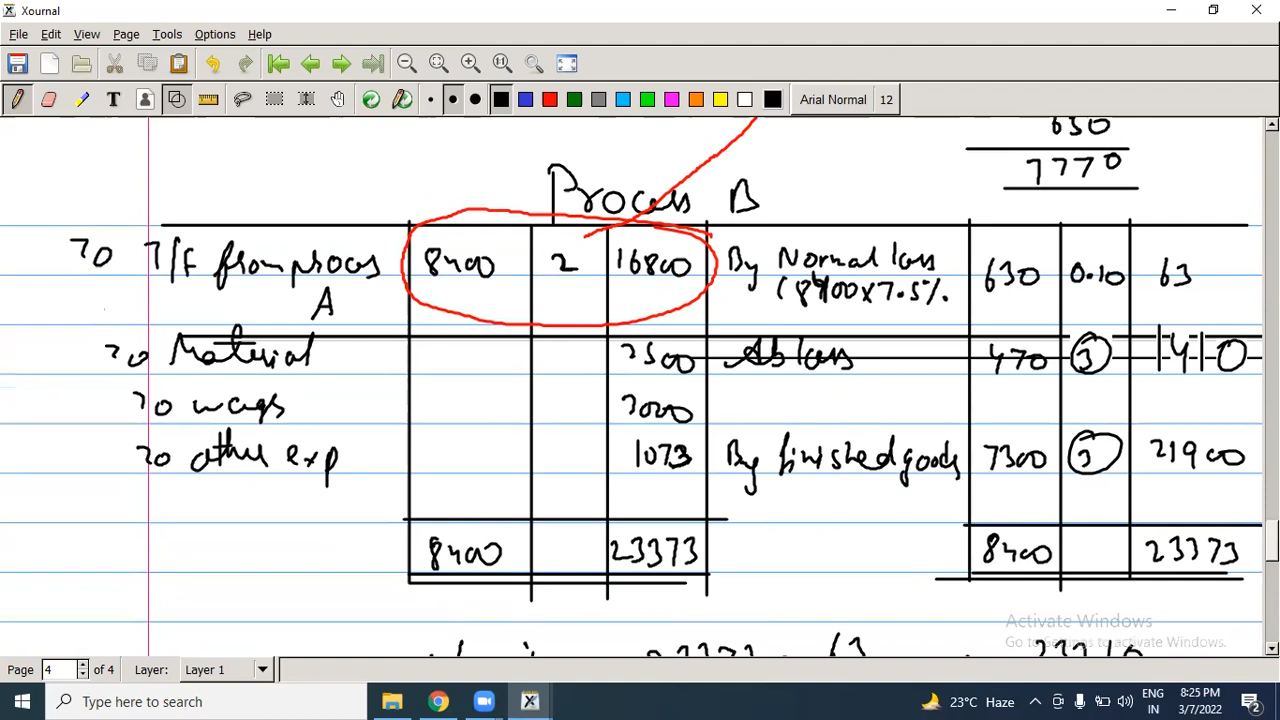 Xournal
File Edit View Page Tools Options Help
Arial Normal 12
630
7770
Process B
To T/F from process A 8400 2 16800 By Normal loss (8400x7.5%. 630 0.10 63
To Material 2500 Ab loss 470 3 1410
To wages 3000
To other exp 1073 By finished goods 7300 3 21900
8400 23373 8400 23373
Activate Windows
Go to Settings to activate Windows.
Page 4 of 4 Layer: Layer 1
Type here to search
23°C Haze
ENG
IN
8:25 PM
3/7/2022
2